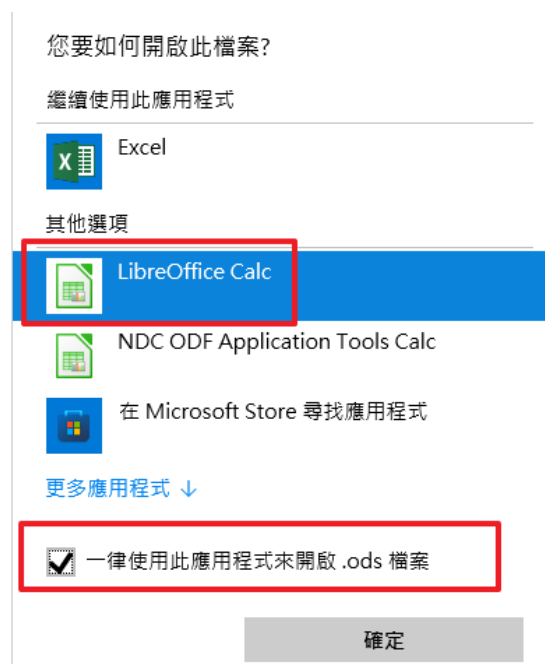 您要如何開啟此檔案?
繼續使用此應用程式
Excel
其他選項
LibreOffice Calc
NDC ODF Application Tools Calc
在 Microsoft Store 尋找應用程式
更多應用程式 ↓
一律使用此應用程式來開啟 .ods 檔案
確定